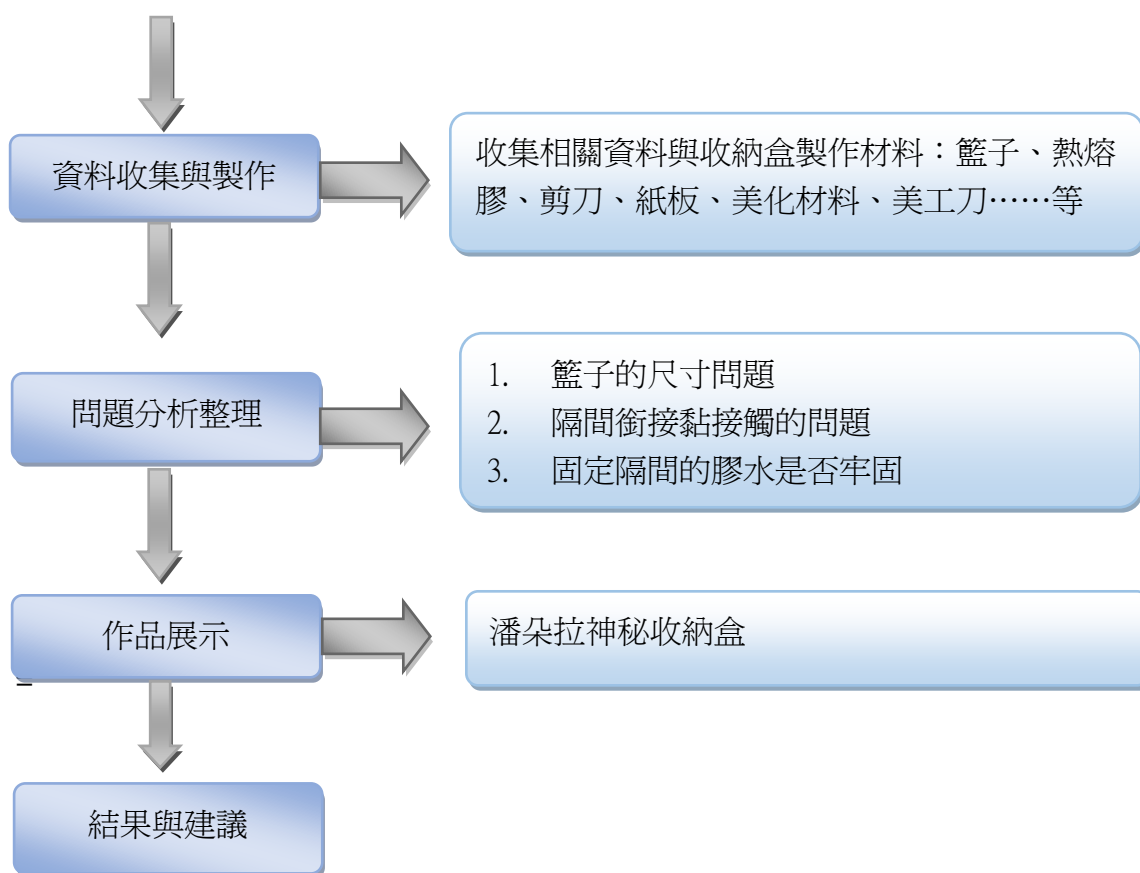 資料收集與製作
收集相關資料與收納盒製作材料：籃子、熱熔
膠、剪刀、紙板、美化材料、美工刀……等
問題分析整理
1. 籃子的尺寸問題
2. 隔間銜接黏接觸的問題
3. 固定隔間的膠水是否牢固
作品展示
潘朵拉神秘收納盒
結果與建議